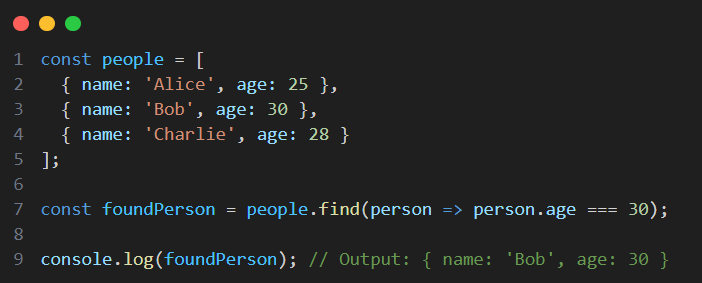 1 const people = [
2   { name: 'Alice', age: 25 },
3   { name: 'Bob', age: 30 },
4   { name: 'Charlie', age: 28 }
5 ];
6
7 const foundPerson = people.find(person => person.age === 30);
8
9 console.log(foundPerson); // Output: { name: 'Bob', age: 30 }